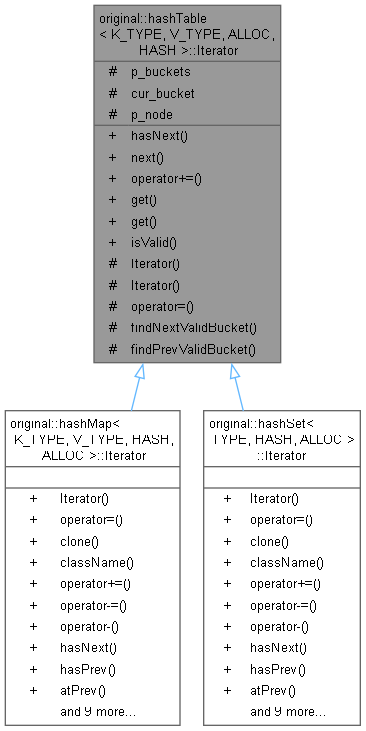 original::hashTable
< K_TYPE, V_TYPE, ALLOC,
HASH >::Iterator
# p_buckets
# cur_bucket
# p_node
+ hasNext()
+ next()
+ operator+=()
+ get()
+ get()
+ isValid()
# Iterator()
# Iterator()
# operator=()
# findNextValidBucket()
# findPrevValidBucket()
original::hashMap<
K_TYPE, V_TYPE, HASH,
ALLOC >::Iterator
+ Iterator()
+ operator=()
+ clone()
+ className()
+ operator+=()
+ operator-=()
+ operator-()
+ hasNext()
+ hasPrev()
+ atPrev()
and 9 more...
original::hashSet<
TYPE, HASH, ALLOC >
::Iterator
+ Iterator()
+ operator=()
+ clone()
+ className()
+ operator+=()
+ operator-=()
+ operator-()
+ hasNext()
+ hasPrev()
+ atPrev()
and 9 more...